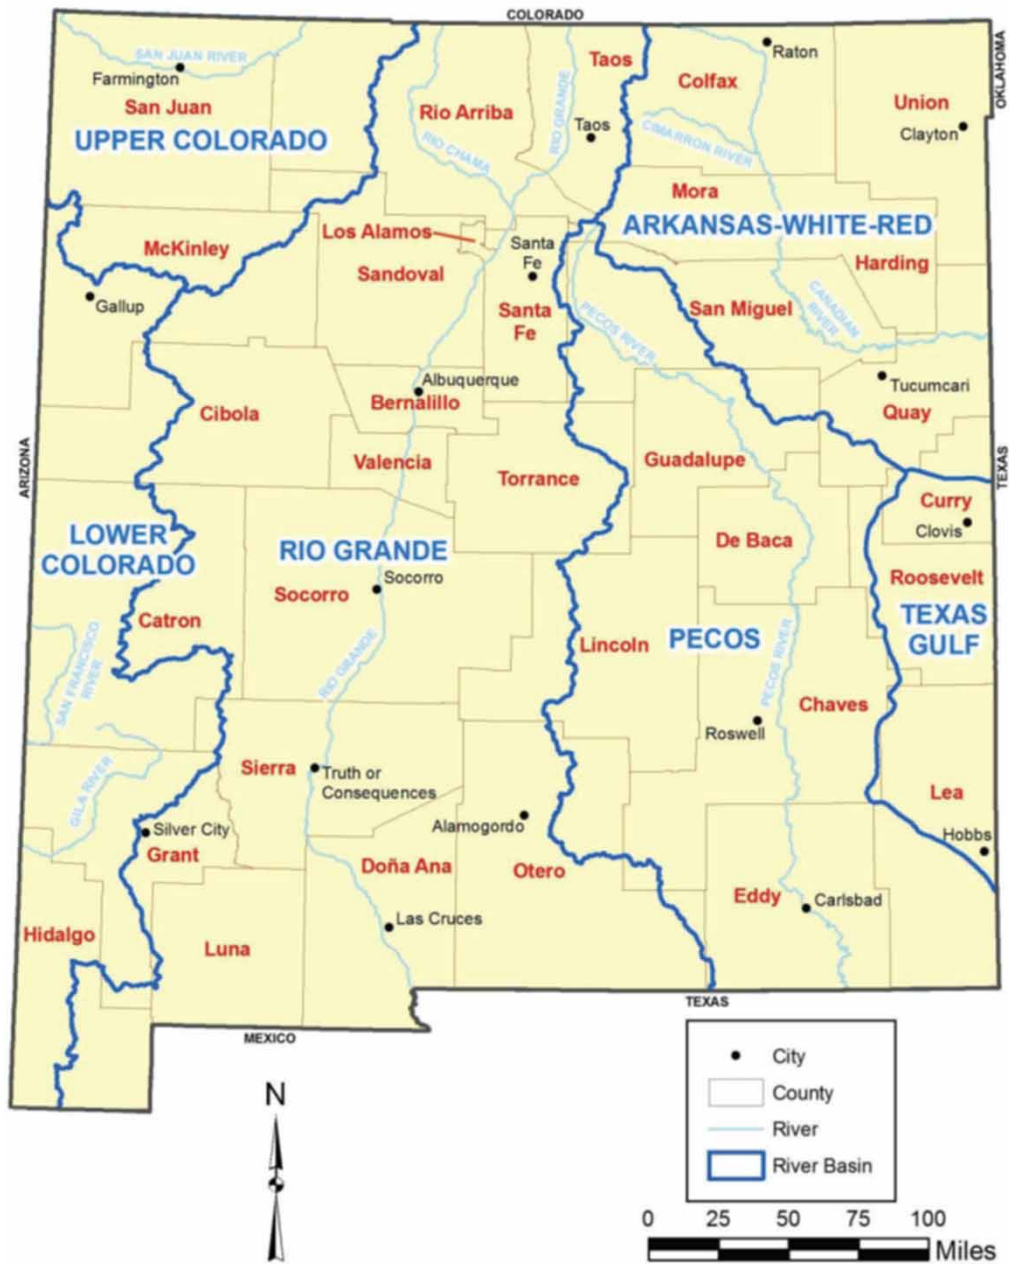 COLORADO
OKLAHOMA
SAN JUAN RIVER
Farmington
San Juan
UPPER COLORADO
Rio Arriba
RIO CHAMA
RIO GRANDE
Taos
Taos
Colfax
Raton
Union
Clayton
CIMARRON RIVER
Mora
ARKANSAS-WHITE-RED
Harding
McKinley
Gallup
Los Alamos
Sandoval
Santa
Fe
Santa
Fe
PECOS RIVER
San Miguel
CANADIAN
RIVER
Tucumcari
Quay
Albuquerque
Bernalillo
Cibola
Valencia
Torrance
Guadalupe
ARIZONA
TEXAS
Curry
Clovis
LOWER
COLORADO
RIO GRANDE
De Baca
Socorro
Socorro
Roosevelt
TEXAS
GULF
Catron
SAN FRANCISCO
RIVER
RIO GRANDE
Lincoln
PECOS
PECOS RIVER
Chaves
Roswell
Sierra
Truth or
Consequences
GILA RIVER
Silver City
Grant
Alamogordo
Lea
Hobbs
Doña Ana
Otero
Eddy
Carlsbad
Las Cruces
Hidalgo
Luna
MEXICO
TEXAS
N
City
County
River
River Basin
0 25 50 75 100
Miles